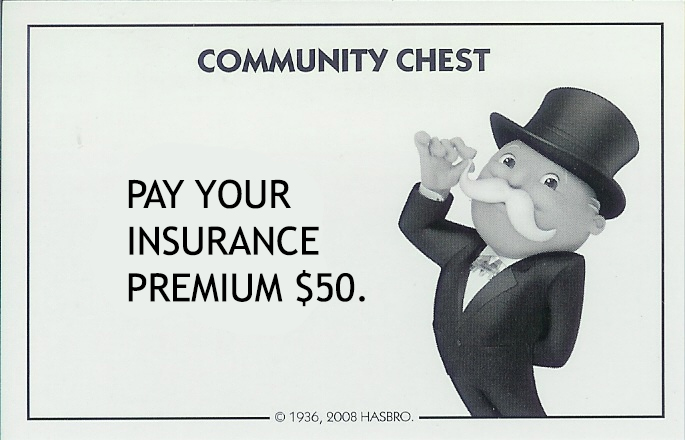 COMMUNITY CHEST
PAY YOUR
INSURANCE
PREMIUM $50.
© 1936, 2008 HASBRO.